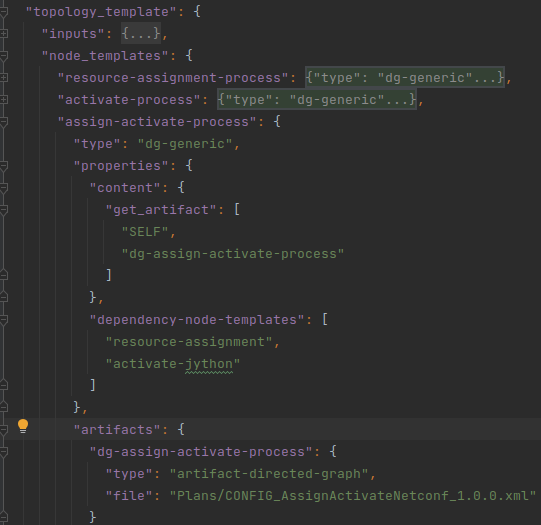 "topology_template": {
"inputs": {...},
"node_templates": {
"resource-assignment-process": {"type": "dg-generic"...},
"activate-process": {"type": "dg-generic"...},
"assign-activate-process": {
"type": "dg-generic",
"properties": {
"content": {
"get_artifact": [
"SELF",
"dg-assign-activate-process"
]
},
"dependency-node-templates": [
"resource-assignment",
"activate-jython"
]
},
"artifacts": {
"dg-assign-activate-process": {
"type": "artifact-directed-graph",
"file": "Plans/CONFIG_AssignActivateNetconf_1.0.0.xml"
}